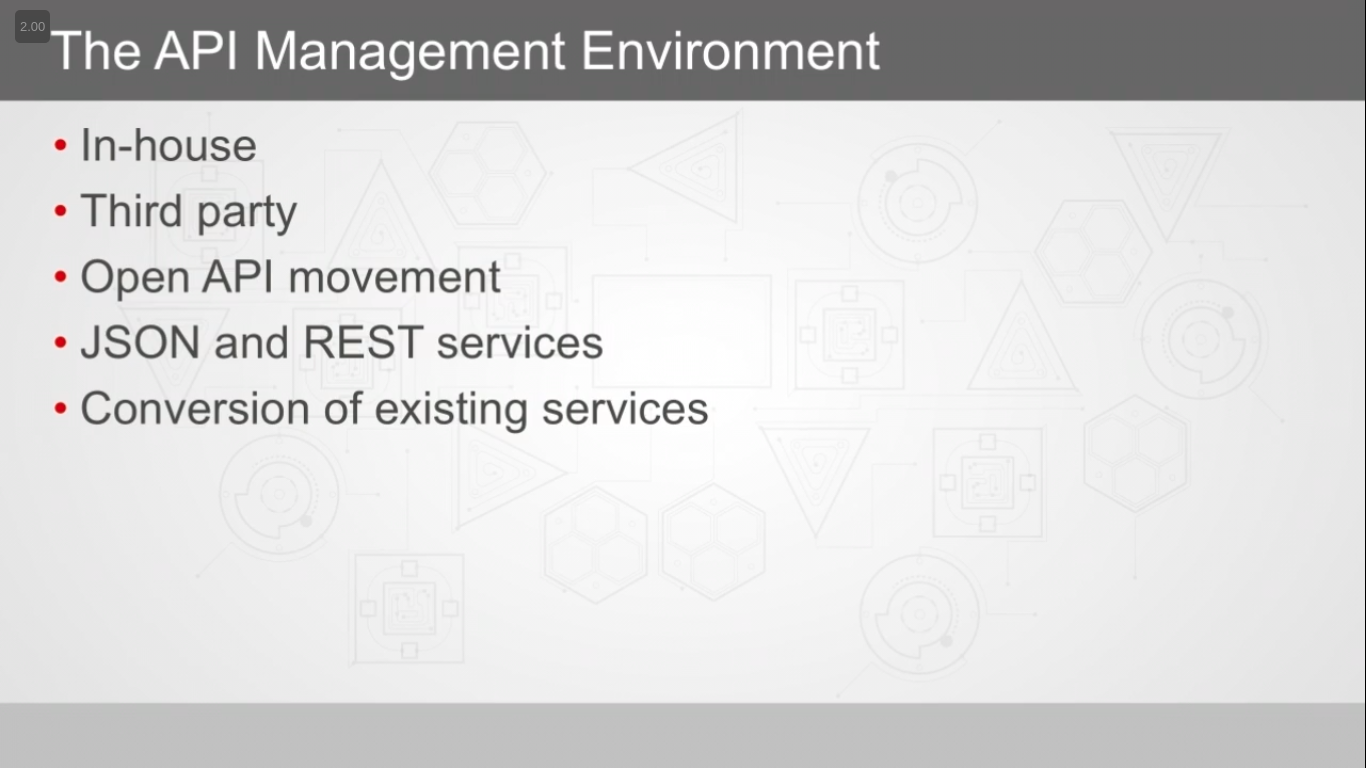 2.00
The API Management Environment
• In-house
• Third party
• Open API movement
• JSON and REST services
• Conversion of existing services